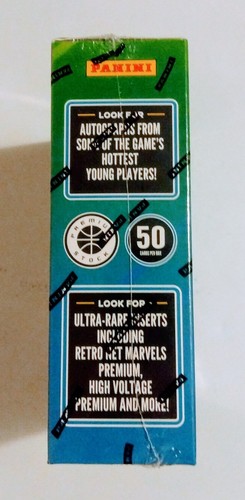 PANINI
LOOK FOR
AUTOGRAPHS FROM
SOME OF THE GAME'S
HOTTEST
YOUNG PLAYERS!
PREMIUM
STOCK
50
CARDS PER BOX
LOOK FOR
ULTRA-RARE INSERTS
INCLUDING
RETRO NET MARVELS
PREMIUM,
HIGH VOLTAGE
PREMIUM AND MORE!